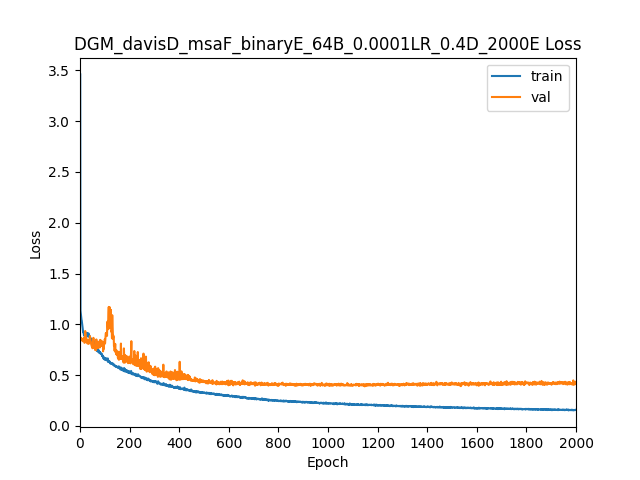 DGM_davisD_msaF_binaryE_64B_0.0001LR_0.4D_2000E Loss
train
val
3.5
3.0
2.5
2.0
1.5
1.0
0.5
0.0
Loss
0 200 400 600 800 1000 1200 1400 1600 1800 2000
Epoch